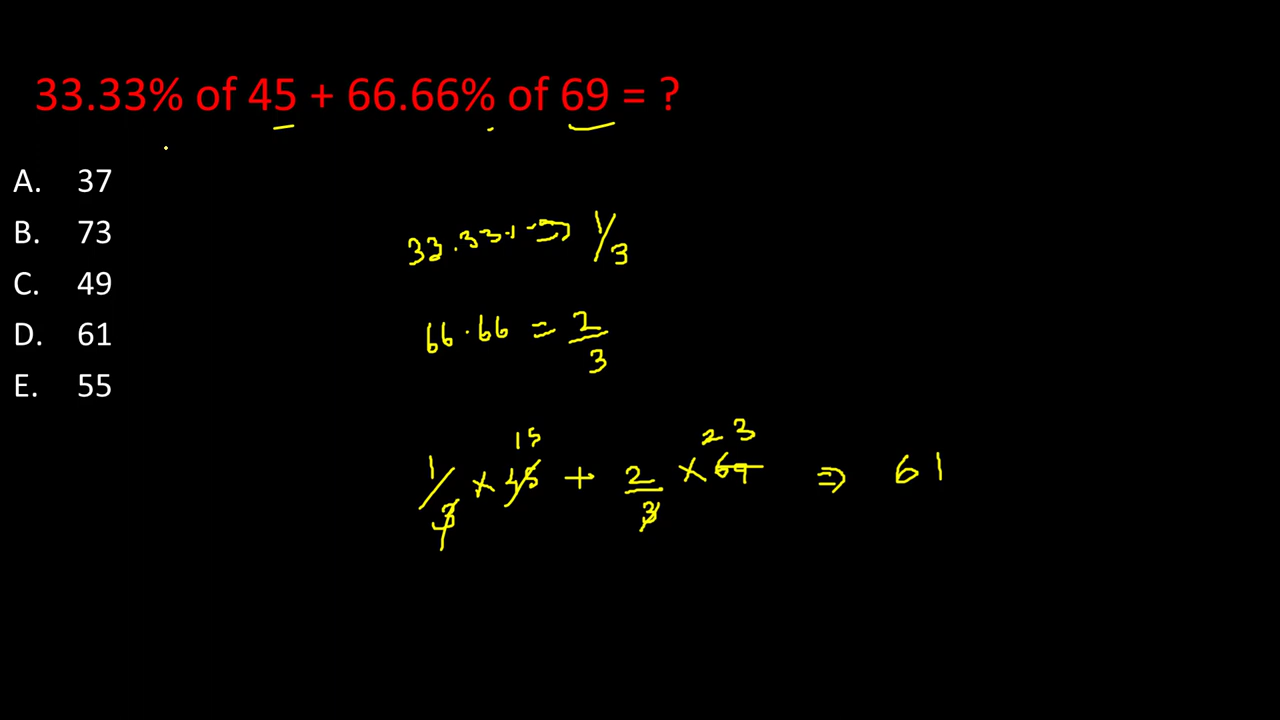 33.33% of 45 + 66.66% of 69 = ?
A. 37
B. 73
C. 49
D. 61
E. 55
33.33% ⇒ 1/3
66.66 = 2/3
15 23
1/3 × 45 + 2/3 × 69 ⇒ 61
1